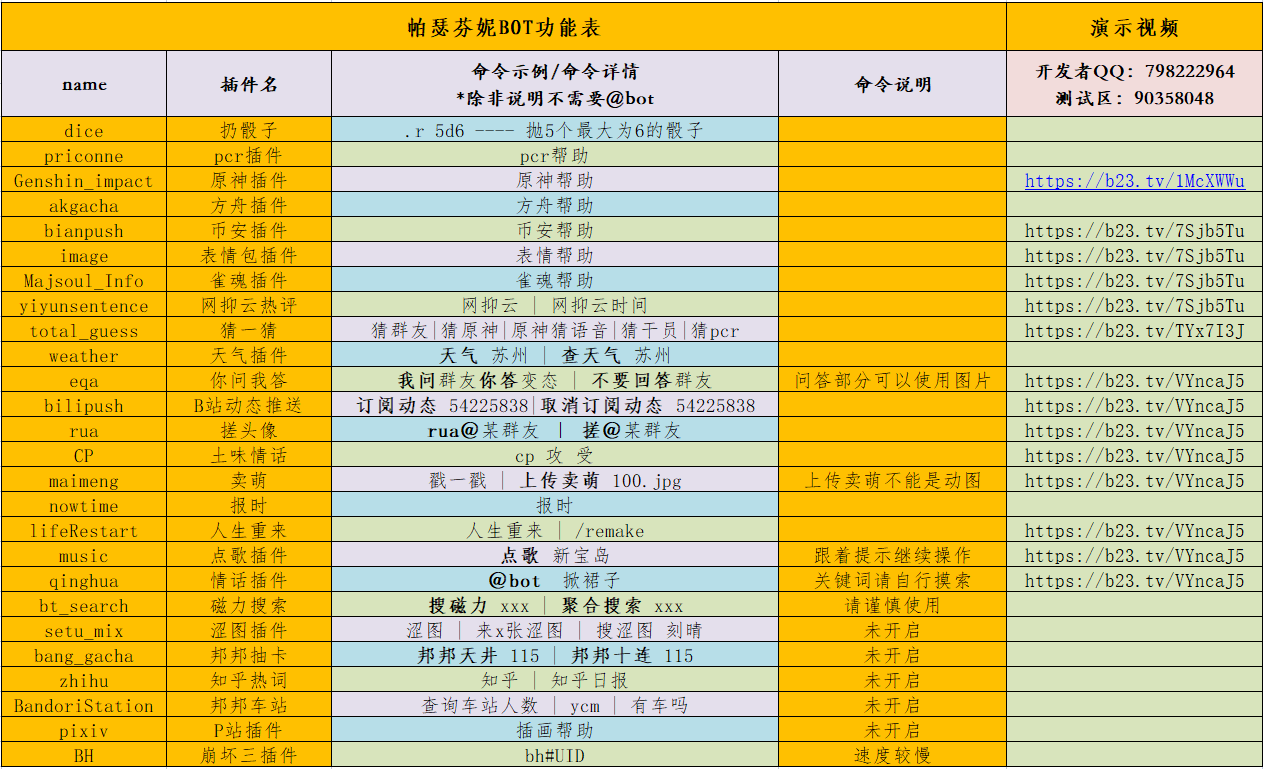 帕瑟芬妮BOT功能表 演示视频
name 插件名 命令示例/命令详情 命令说明 开发者QQ：798222964
*除非说明不需要@bot 测试区：90358048
dice 扔骰子 .r 5d6 ---- 抛5个最大为6的骰子
priconne pcr插件 pcr帮助
Genshin_impact 原神插件 原神帮助 https://b23.tv/1McXWWu
akgacha 方舟插件 方舟帮助
bianpush 币安插件 币安帮助 https://b23.tv/7Sjb5Tu
image 表情包插件 表情帮助 https://b23.tv/7Sjb5Tu
Majsoul_Info 雀魂插件 雀魂帮助 https://b23.tv/7Sjb5Tu
yiyunsentence 网抑云热评 网抑云 | 网抑云时间 https://b23.tv/7Sjb5Tu
total_guess 猜一猜 猜群友|猜原神|原神猜语音|猜干员|猜pcr https://b23.tv/TYx7I3J
weather 天气插件 天气 苏州 | 查天气 苏州
eqa 你问我答 我问群友你答变态 | 不要回答群友 问答部分可以使用图片 https://b23.tv/VYncaJ5
bilipush B站动态推送 订阅动态 54225838|取消订阅动态 54225838 https://b23.tv/VYncaJ5
rua 搓头像 rua@某群友 | 搓@某群友 https://b23.tv/VYncaJ5
CP 土味情话 cp 攻 受 https://b23.tv/VYncaJ5
maimeng 卖萌 戳一戳 | 上传卖萌 100.jpg 上传卖萌不能是动图 https://b23.tv/VYncaJ5
nowtime 报时 报时
lifeRestart 人生重来 人生重来 | /remake https://b23.tv/VYncaJ5
music 点歌插件 点歌 新宝岛 跟着提示继续操作 https://b23.tv/VYncaJ5
qinghua 情话插件 @bot 掀裙子 关键词请自行摸索 https://b23.tv/VYncaJ5
bt_search 磁力搜索 搜磁力 xxx | 聚合搜索 xxx 请谨慎使用
setu_mix 涩图插件 涩图 | 来x张涩图 | 搜涩图 刻晴 未开启
bang_gacha 邦邦抽卡 邦邦天井 115 | 邦邦十连 115 未开启
zhihu 知乎热词 知乎 | 知乎日报 未开启
BandoriStation 邦邦车站 查询车站人数 | ycm | 有车吗 未开启
pixiv P站插件 插画帮助 未开启
BH 崩坏三插件 bh#UID 速度较慢